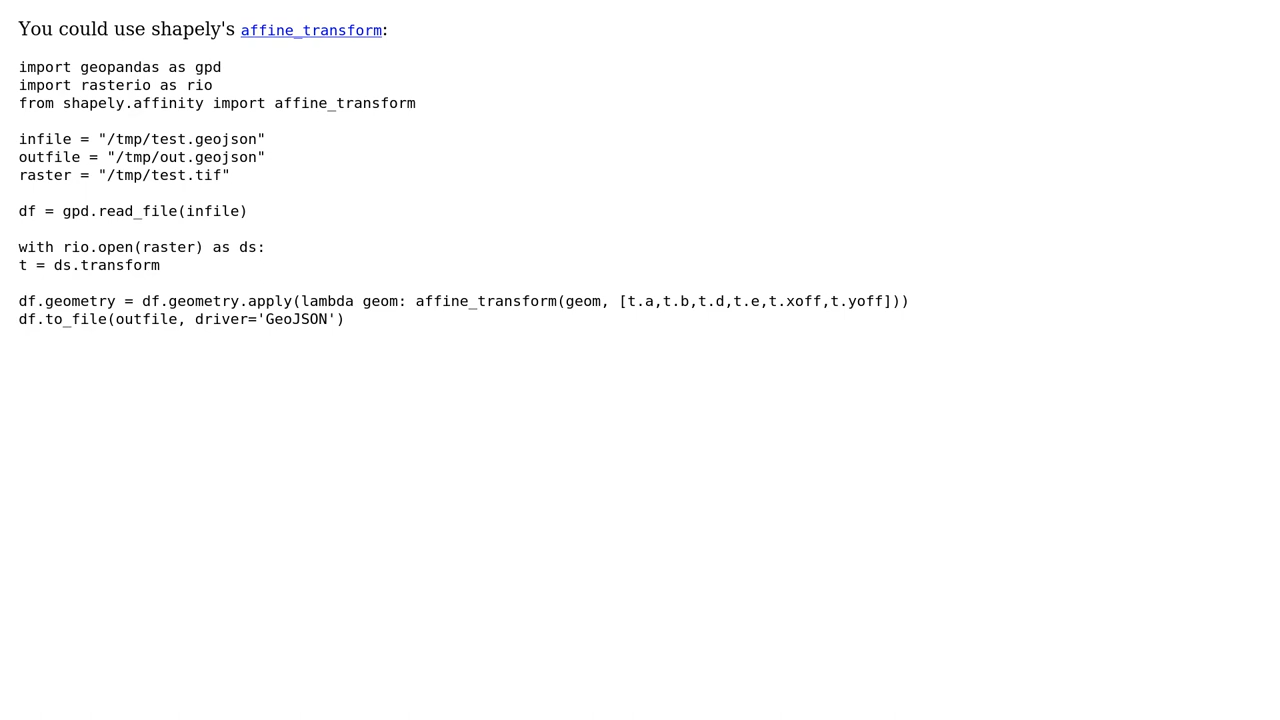 You could use shapely's affine_transform:
import geopandas as gpd
import rasterio as rio
from shapely.affinity import affine_transform
infile = "/tmp/test.geojson"
outfile = "/tmp/out.geojson"
raster = "/tmp/test.tif"
df = gpd.read_file(infile)
with rio.open(raster) as ds:
t = ds.transform
df.geometry = df.geometry.apply(lambda geom: affine_transform(geom, [t.a,t.b,t.d,t.e,t.xoff,t.yoff]))
df.to_file(outfile, driver='GeoJSON')